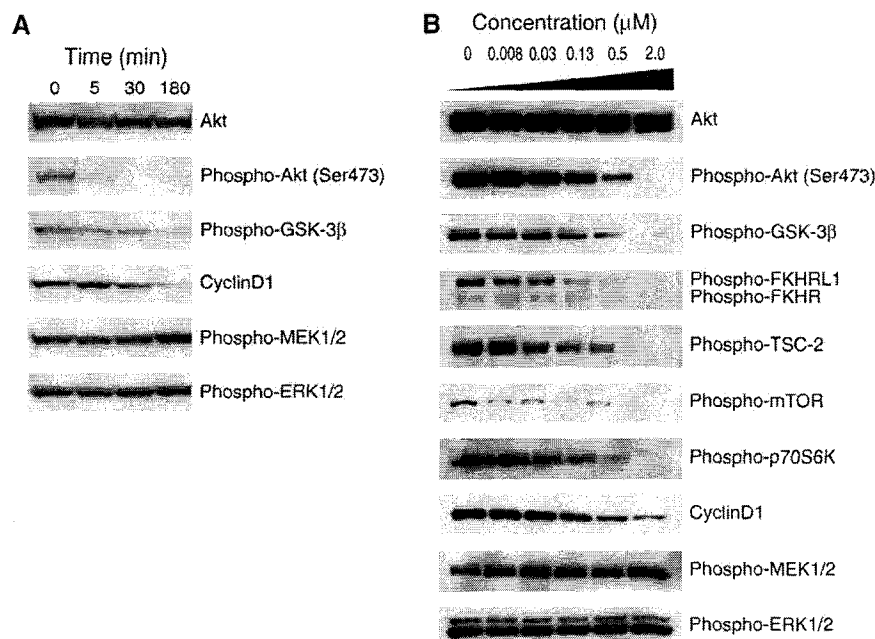 A
Time (min)
0 5 30 180
Akt
Phospho-Akt (Ser473)
Phospho-GSK-3β
CyclinD1
Phospho-MEK1/2
Phospho-ERK1/2
B
Concentration (μM)
0 0.008 0.03 0.13 0.5 2.0
Akt
Phospho-Akt (Ser473)
Phospho-GSK-3β
Phospho-FKHRL1
Phospho-FKHR
Phospho-TSC-2
Phospho-mTOR
Phospho-p70S6K
CyclinD1
Phospho-MEK1/2
Phospho-ERK1/2